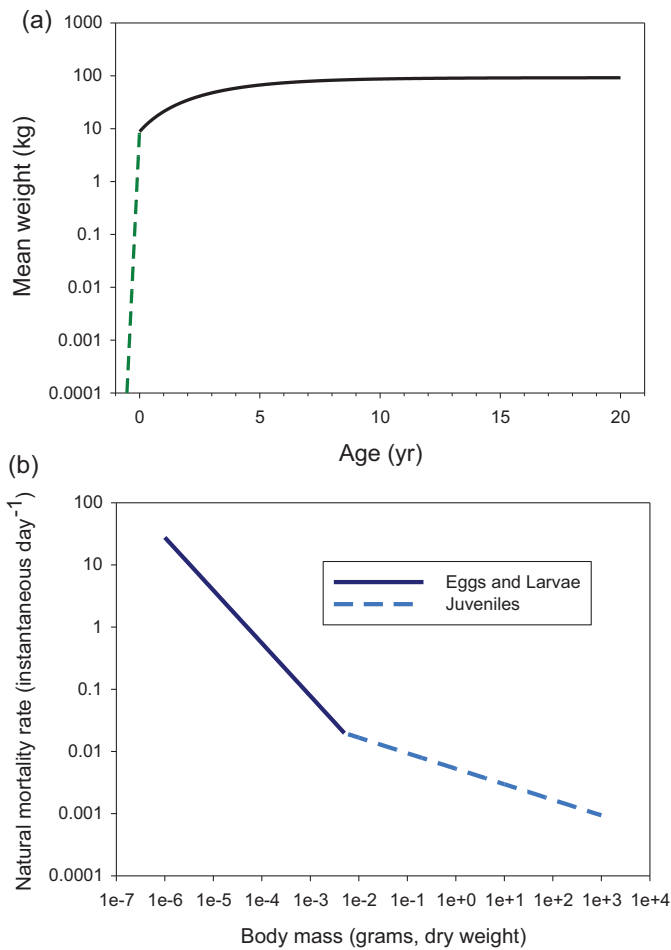 (a)
1000
100
10
1
0.1
0.01
0.001
0.0001
Mean weight (kg)
0 5 10 15 20
Age (yr)
(b)
100
10
1
0.1
0.01
0.001
0.0001
Natural mortality rate (instantaneous day-1)
Eggs and Larvae
Juveniles
1e-7 1e-6 1e-5 1e-4 1e-3 1e-2 1e-1 1e+0 1e+1 1e+2 1e+3 1e+4
Body mass (grams, dry weight)